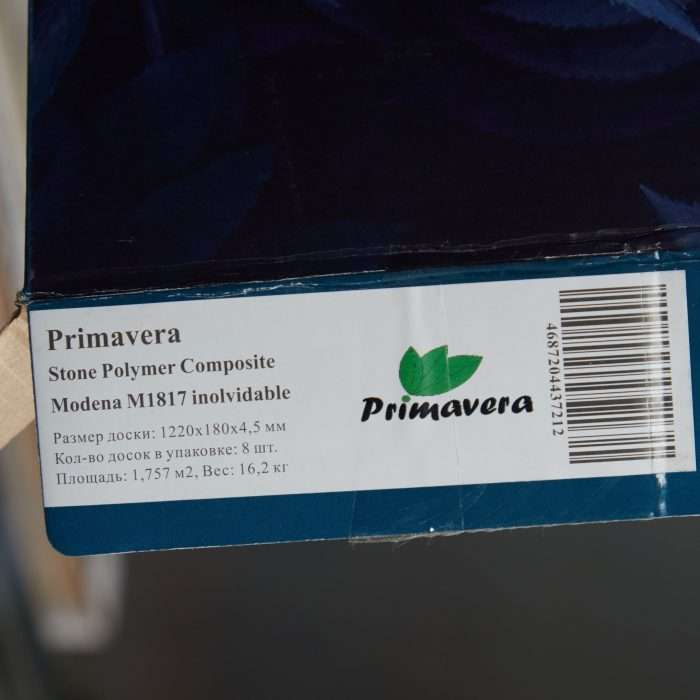 Primavera
Stone Polymer Composite
Modena M1817 inolvidable
Размер доски: 1220x180x4,5 мм
Кол-во досок в упаковке: 8 шт.
Площадь: 1,757 м2, Вес: 16,2 кг
Primavera
4687204437212